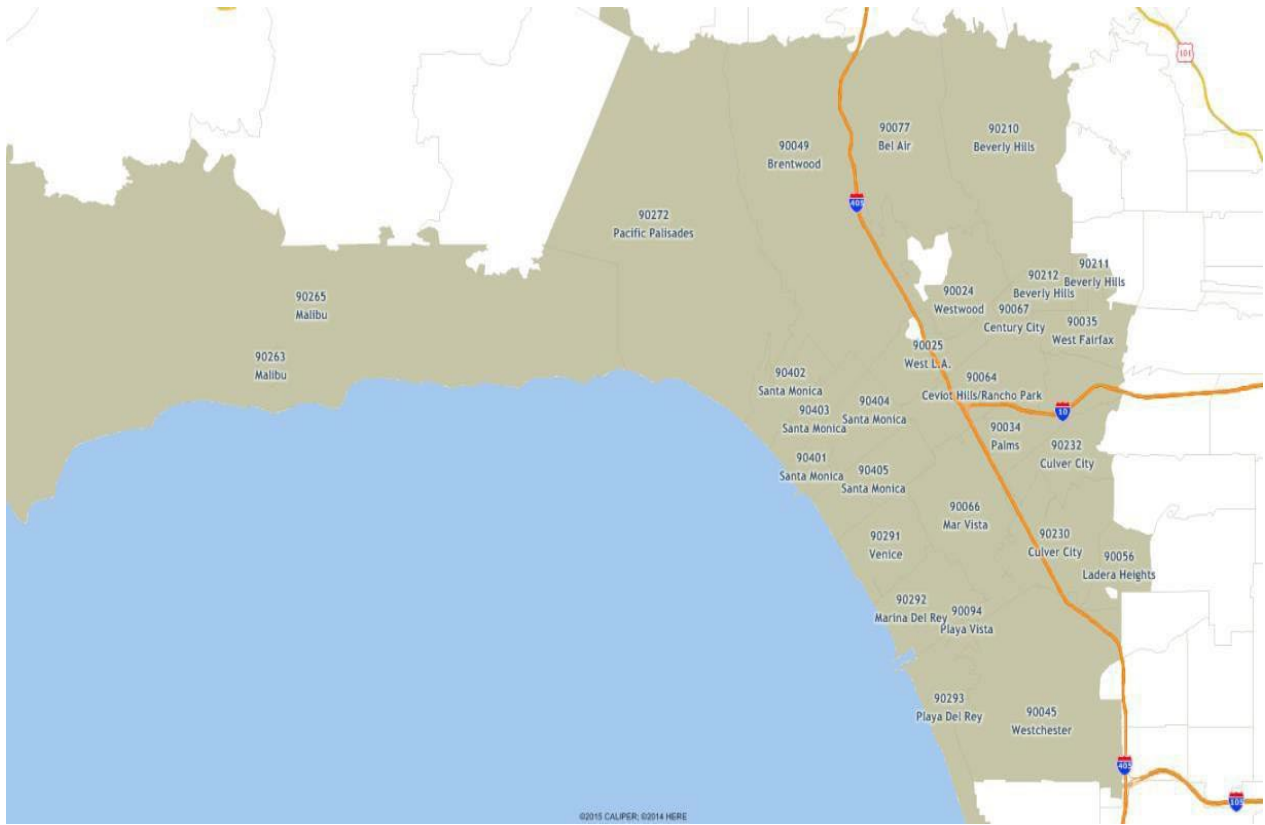 101
90077
Bel Air
90210
Beverly Hills
90049
Brentwood
405
90272
Pacific Palisades
90211
Beverly Hills
90212
Beverly Hills
90024
Westwood
90067
Century City
90035
West Fairfax
90265
Malibu
90263
Malibu
90025
West L.A.
90064
Ceviot Hills/Rancho Park
90402
Santa Monica
90403
Santa Monica
90404
Santa Monica
10
90034
Palms
90232
Culver City
90401
Santa Monica
90405
Santa Monica
90066
Mar Vista
90291
Venice
90230
Culver City
90056
Ladera Heights
90292
Marina Del Rey
90094
Playa Vista
90293
Playa Del Rey
90045
Westchester
405
105
©2015 CALIPER; ©2014 HERE